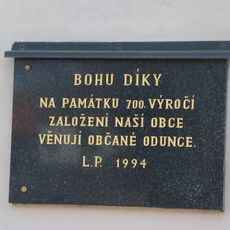 BOHU DÍKY
NA PAMÁTKU 700. VÝROČÍ
ZALOŽENÍ NAŠÍ OBCE
VĚNUJÍ OBČANÉ ODUNCE.
L.P. 1994